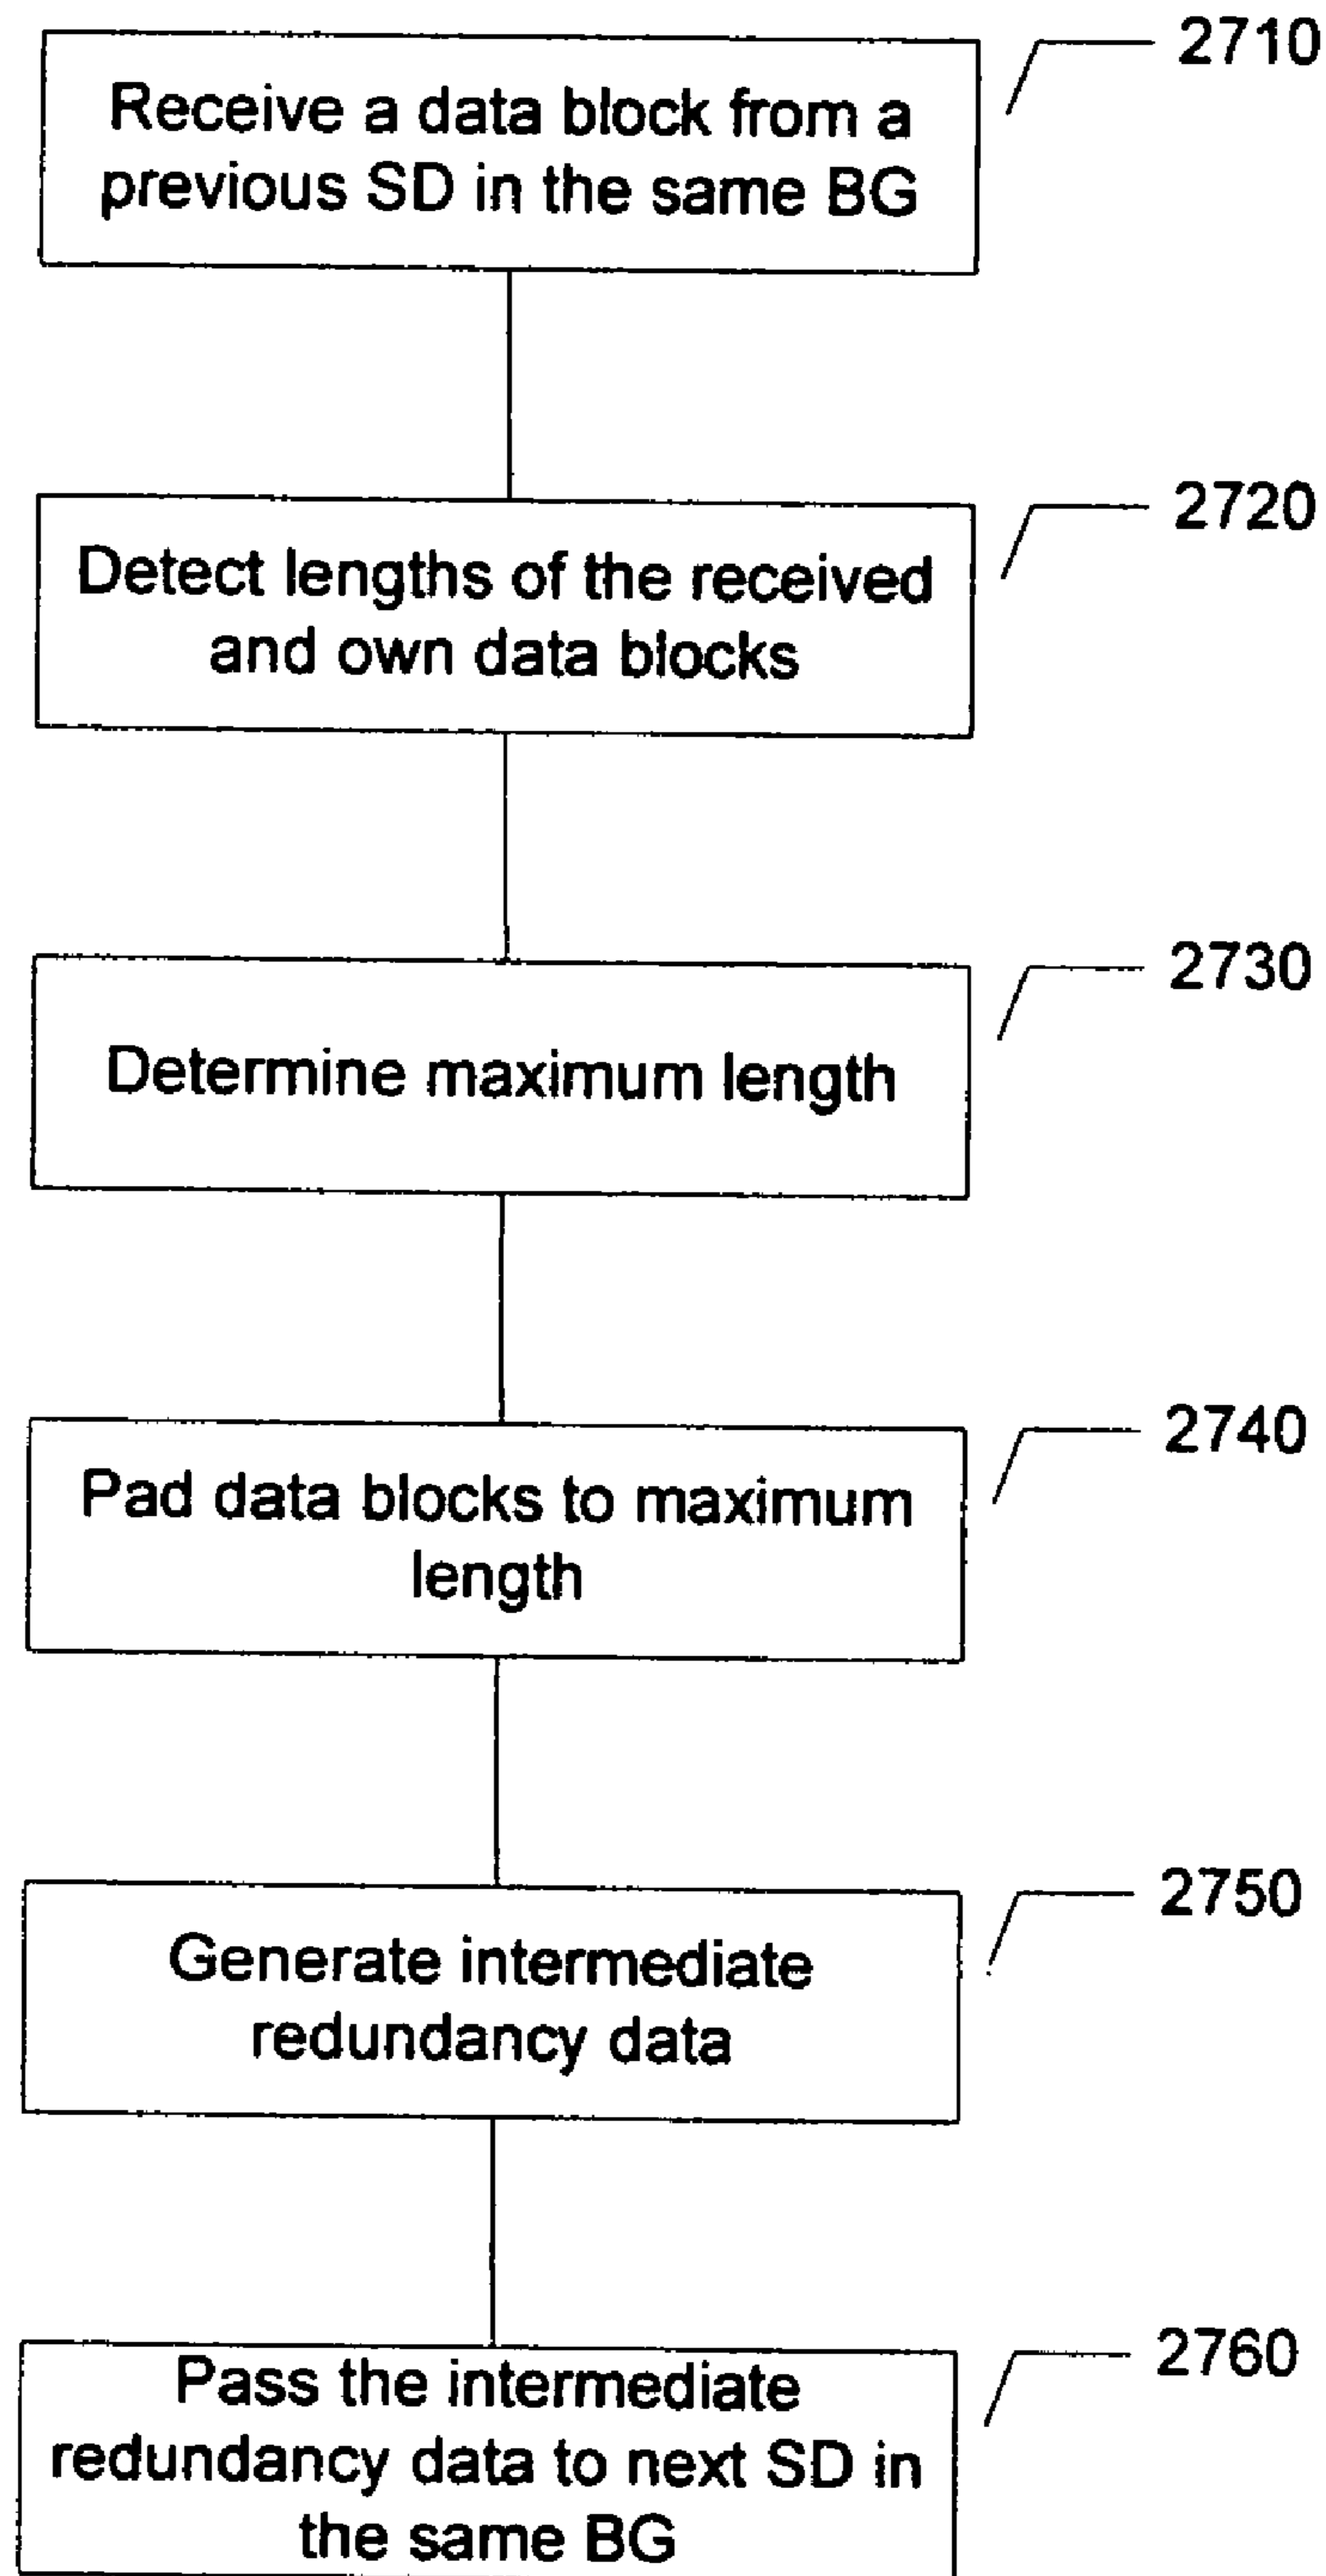 2710
Receive a data block from a
previous SD in the same BG
2720
Detect lengths of the received
and own data blocks
2730
Determine maximum length
2740
Pad data blocks to maximum
length
2750
Generate intermediate
redundancy data
2760
Pass the intermediate
redundancy data to next SD in
the same BG